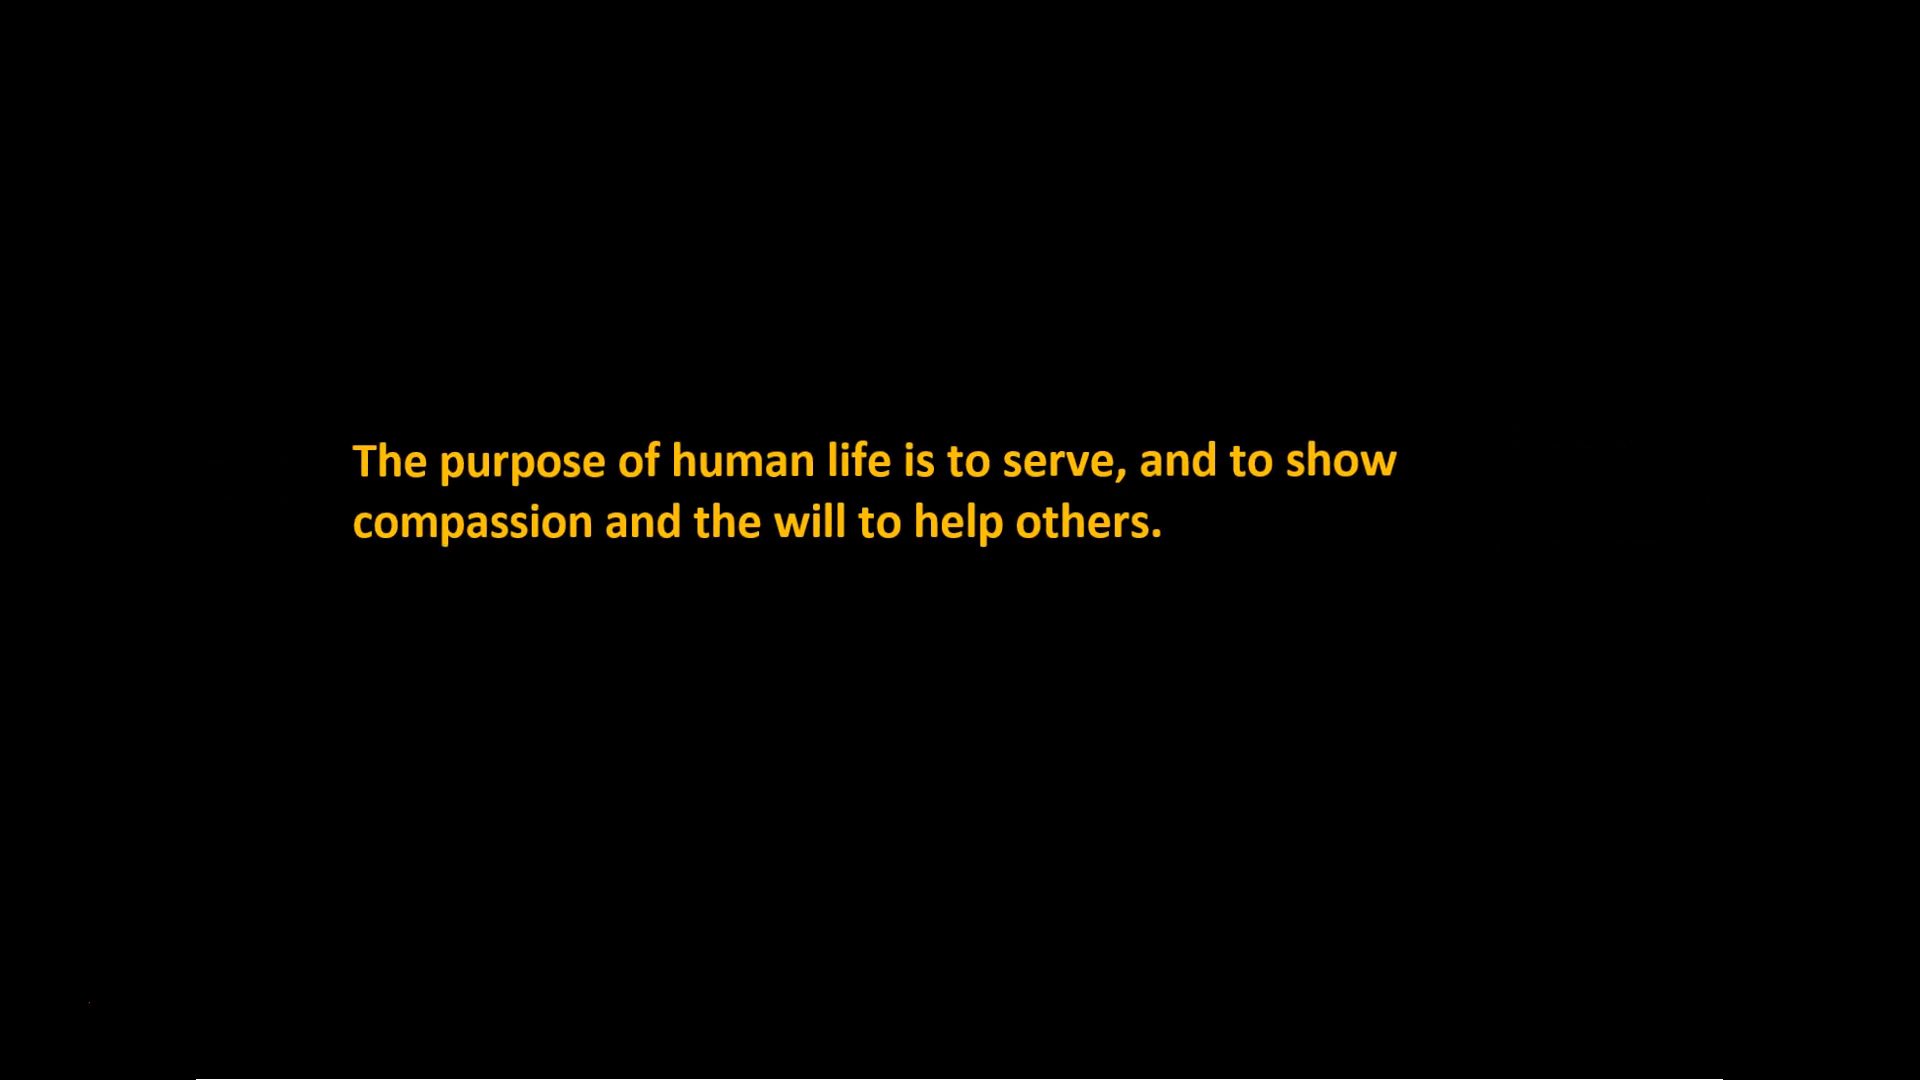 The purpose of human life is to serve, and to show
compassion and the will to help others.